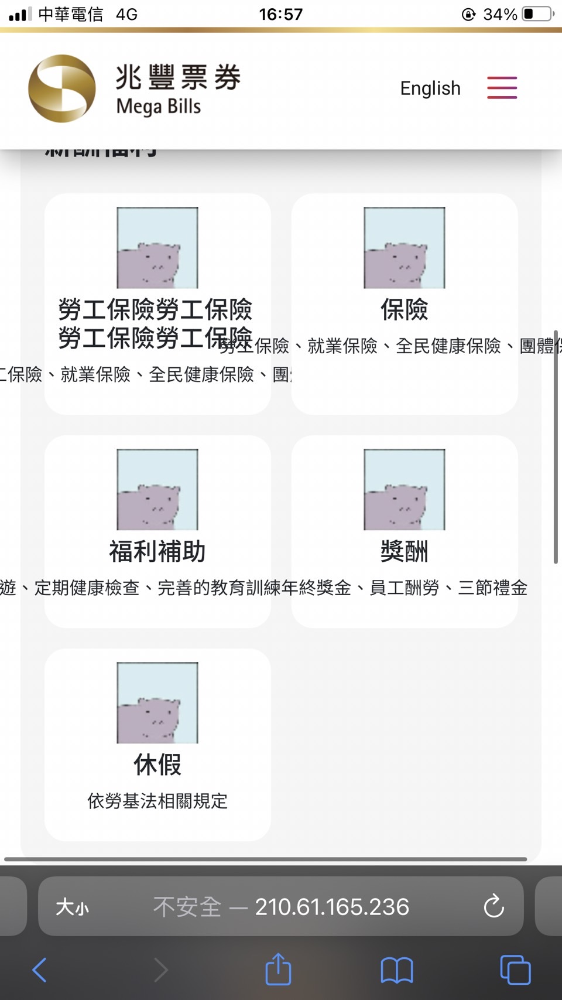 中華電信 4G 16:57 34%
兆豐票券
Mega Bills
English
薪酬福利
勞工保險勞工保險
勞工保險勞工保險
工保險、就業保險、全民健康保險、團
保險
勞工保險、就業保險、全民健康保險、團體保
福利補助
遊、定期健康檢查、完善的教育訓練
獎酬
年終獎金、員工酬勞、三節禮金
休假
依勞基法相關規定
大小 不安全 — 210.61.165.236